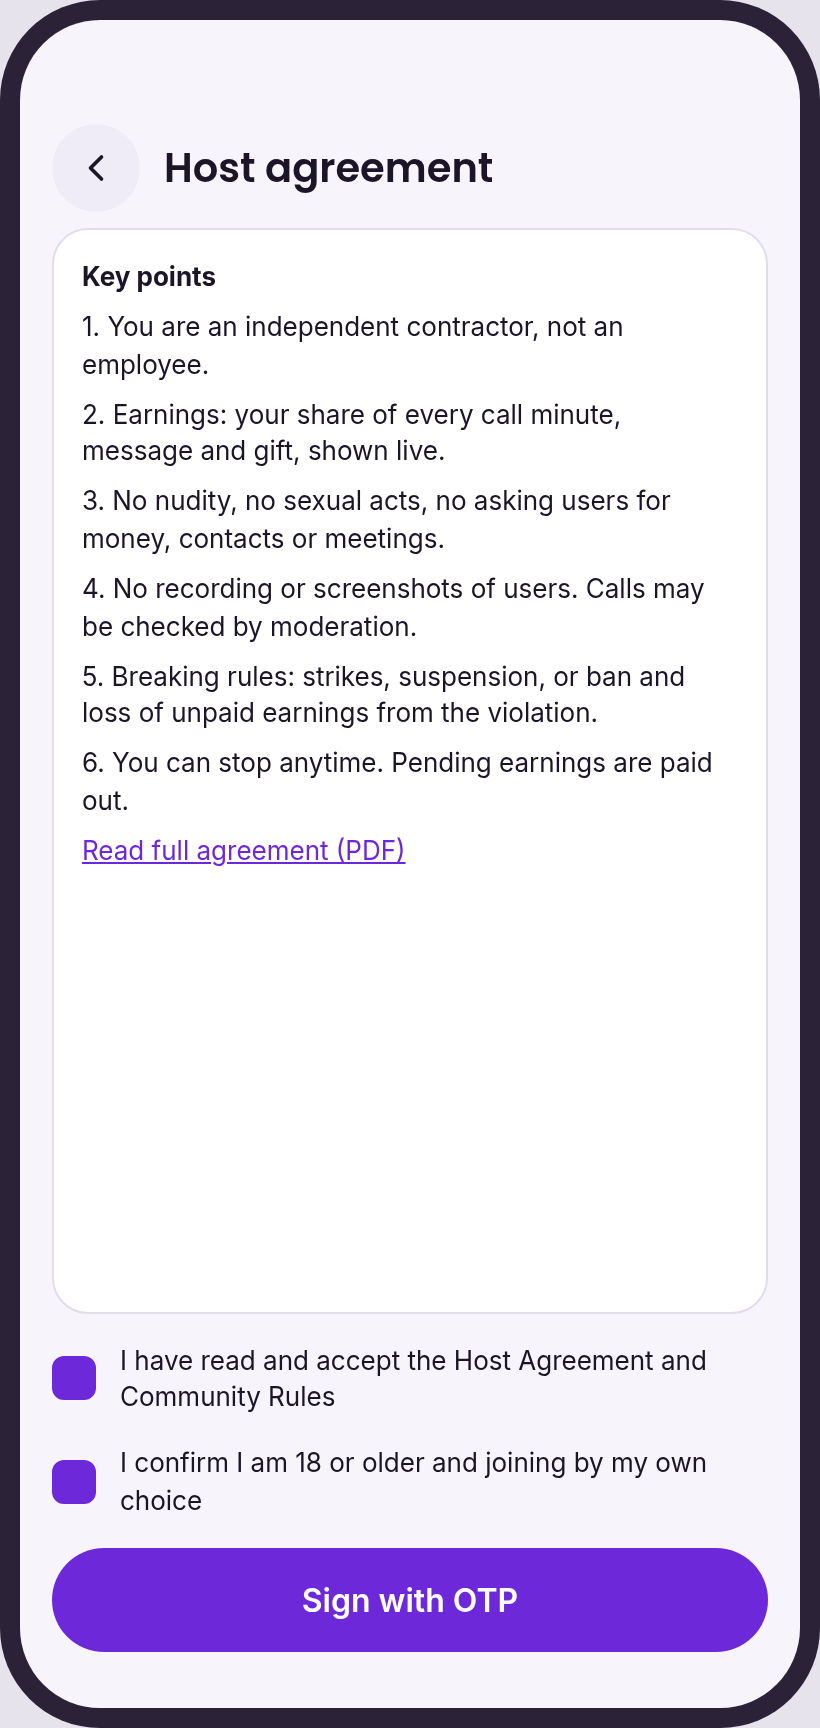 Host agreement
Key points
1. You are an independent contractor, not an
employee.
2. Earnings: your share of every call minute,
message and gift, shown live.
3. No nudity, no sexual acts, no asking users for
money, contacts or meetings.
4. No recording or screenshots of users. Calls may
be checked by moderation.
5. Breaking rules: strikes, suspension, or ban and
loss of unpaid earnings from the violation.
6. You can stop anytime. Pending earnings are paid
out.
Read full agreement (PDF)
I have read and accept the Host Agreement and
Community Rules
I confirm I am 18 or older and joining by my own
choice
Sign with OTP